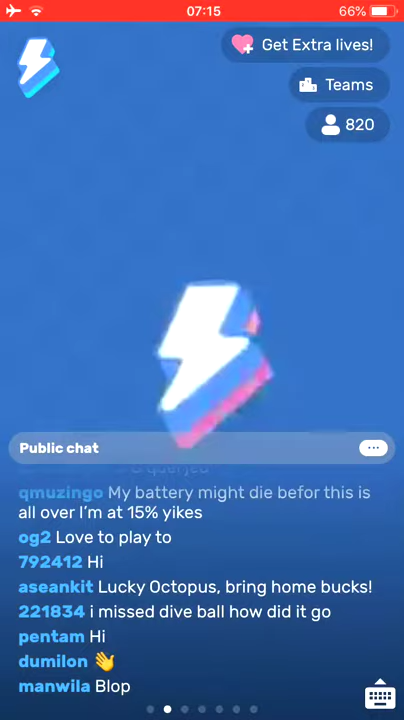 07:15
66%
Get Extra lives!
Teams
820
Public chat
qmuzingo My battery might die befor this is
all over I'm at 15% yikes
og2 Love to play to
792412 Hi
aseankit Lucky Octopus, bring home bucks!
221834 i missed dive ball how did it go
pentam Hi
dumilon 👋
manwila Blop